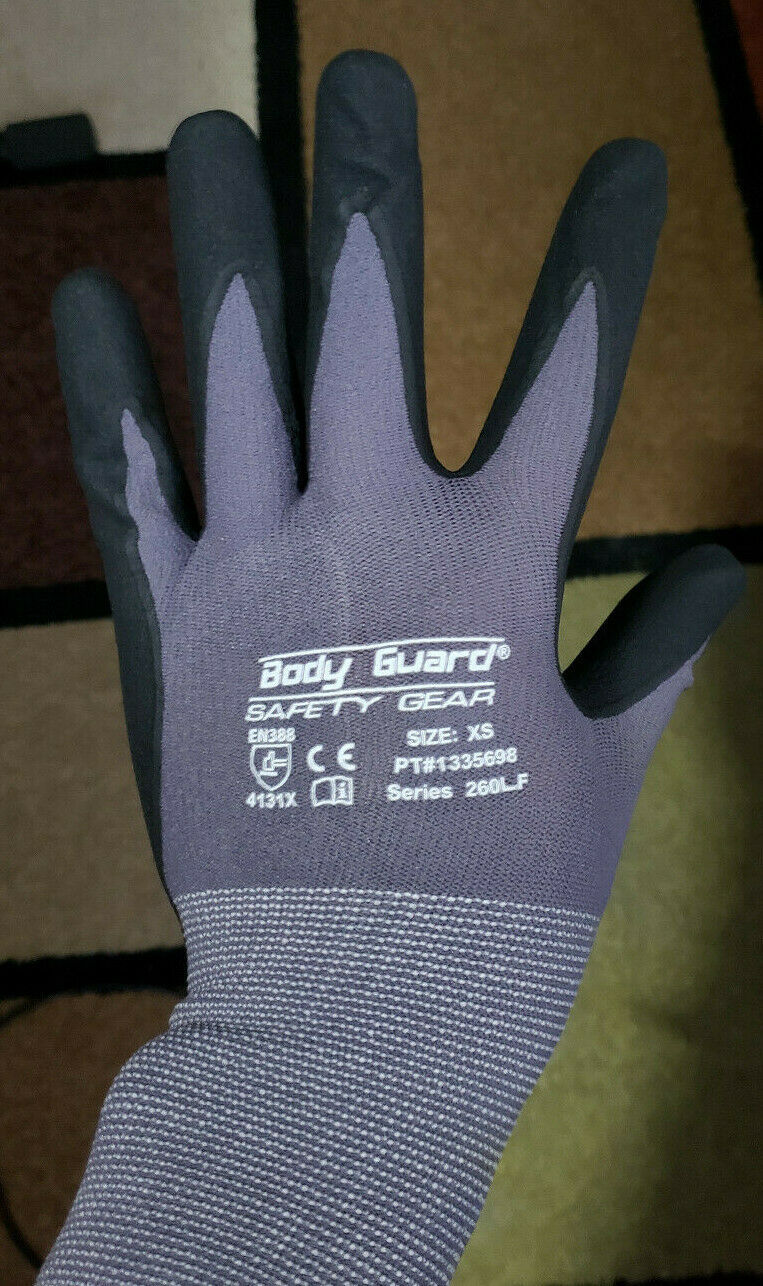 Body Guard®
SAFETY GEAR
EN388
4131X
CE
i
SIZE: XS
PT#1335698
Series 260LF